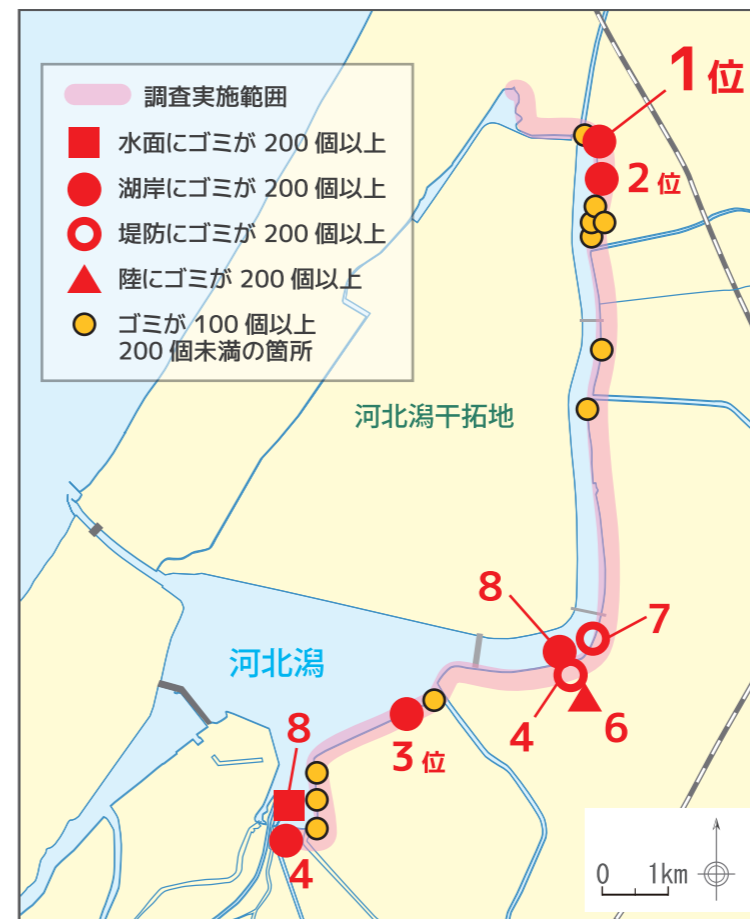 1位
調査実施範囲
水面にゴミが 200 個以上
湖岸にゴミが 200 個以上
2位
堤防にゴミが 200 個以上
陸にゴミが 200 個以上
ゴミが 100 個以上
200 個未満の箇所
河北潟干拓地
8
7
河北潟
8
3位
4
6
4
0 1km